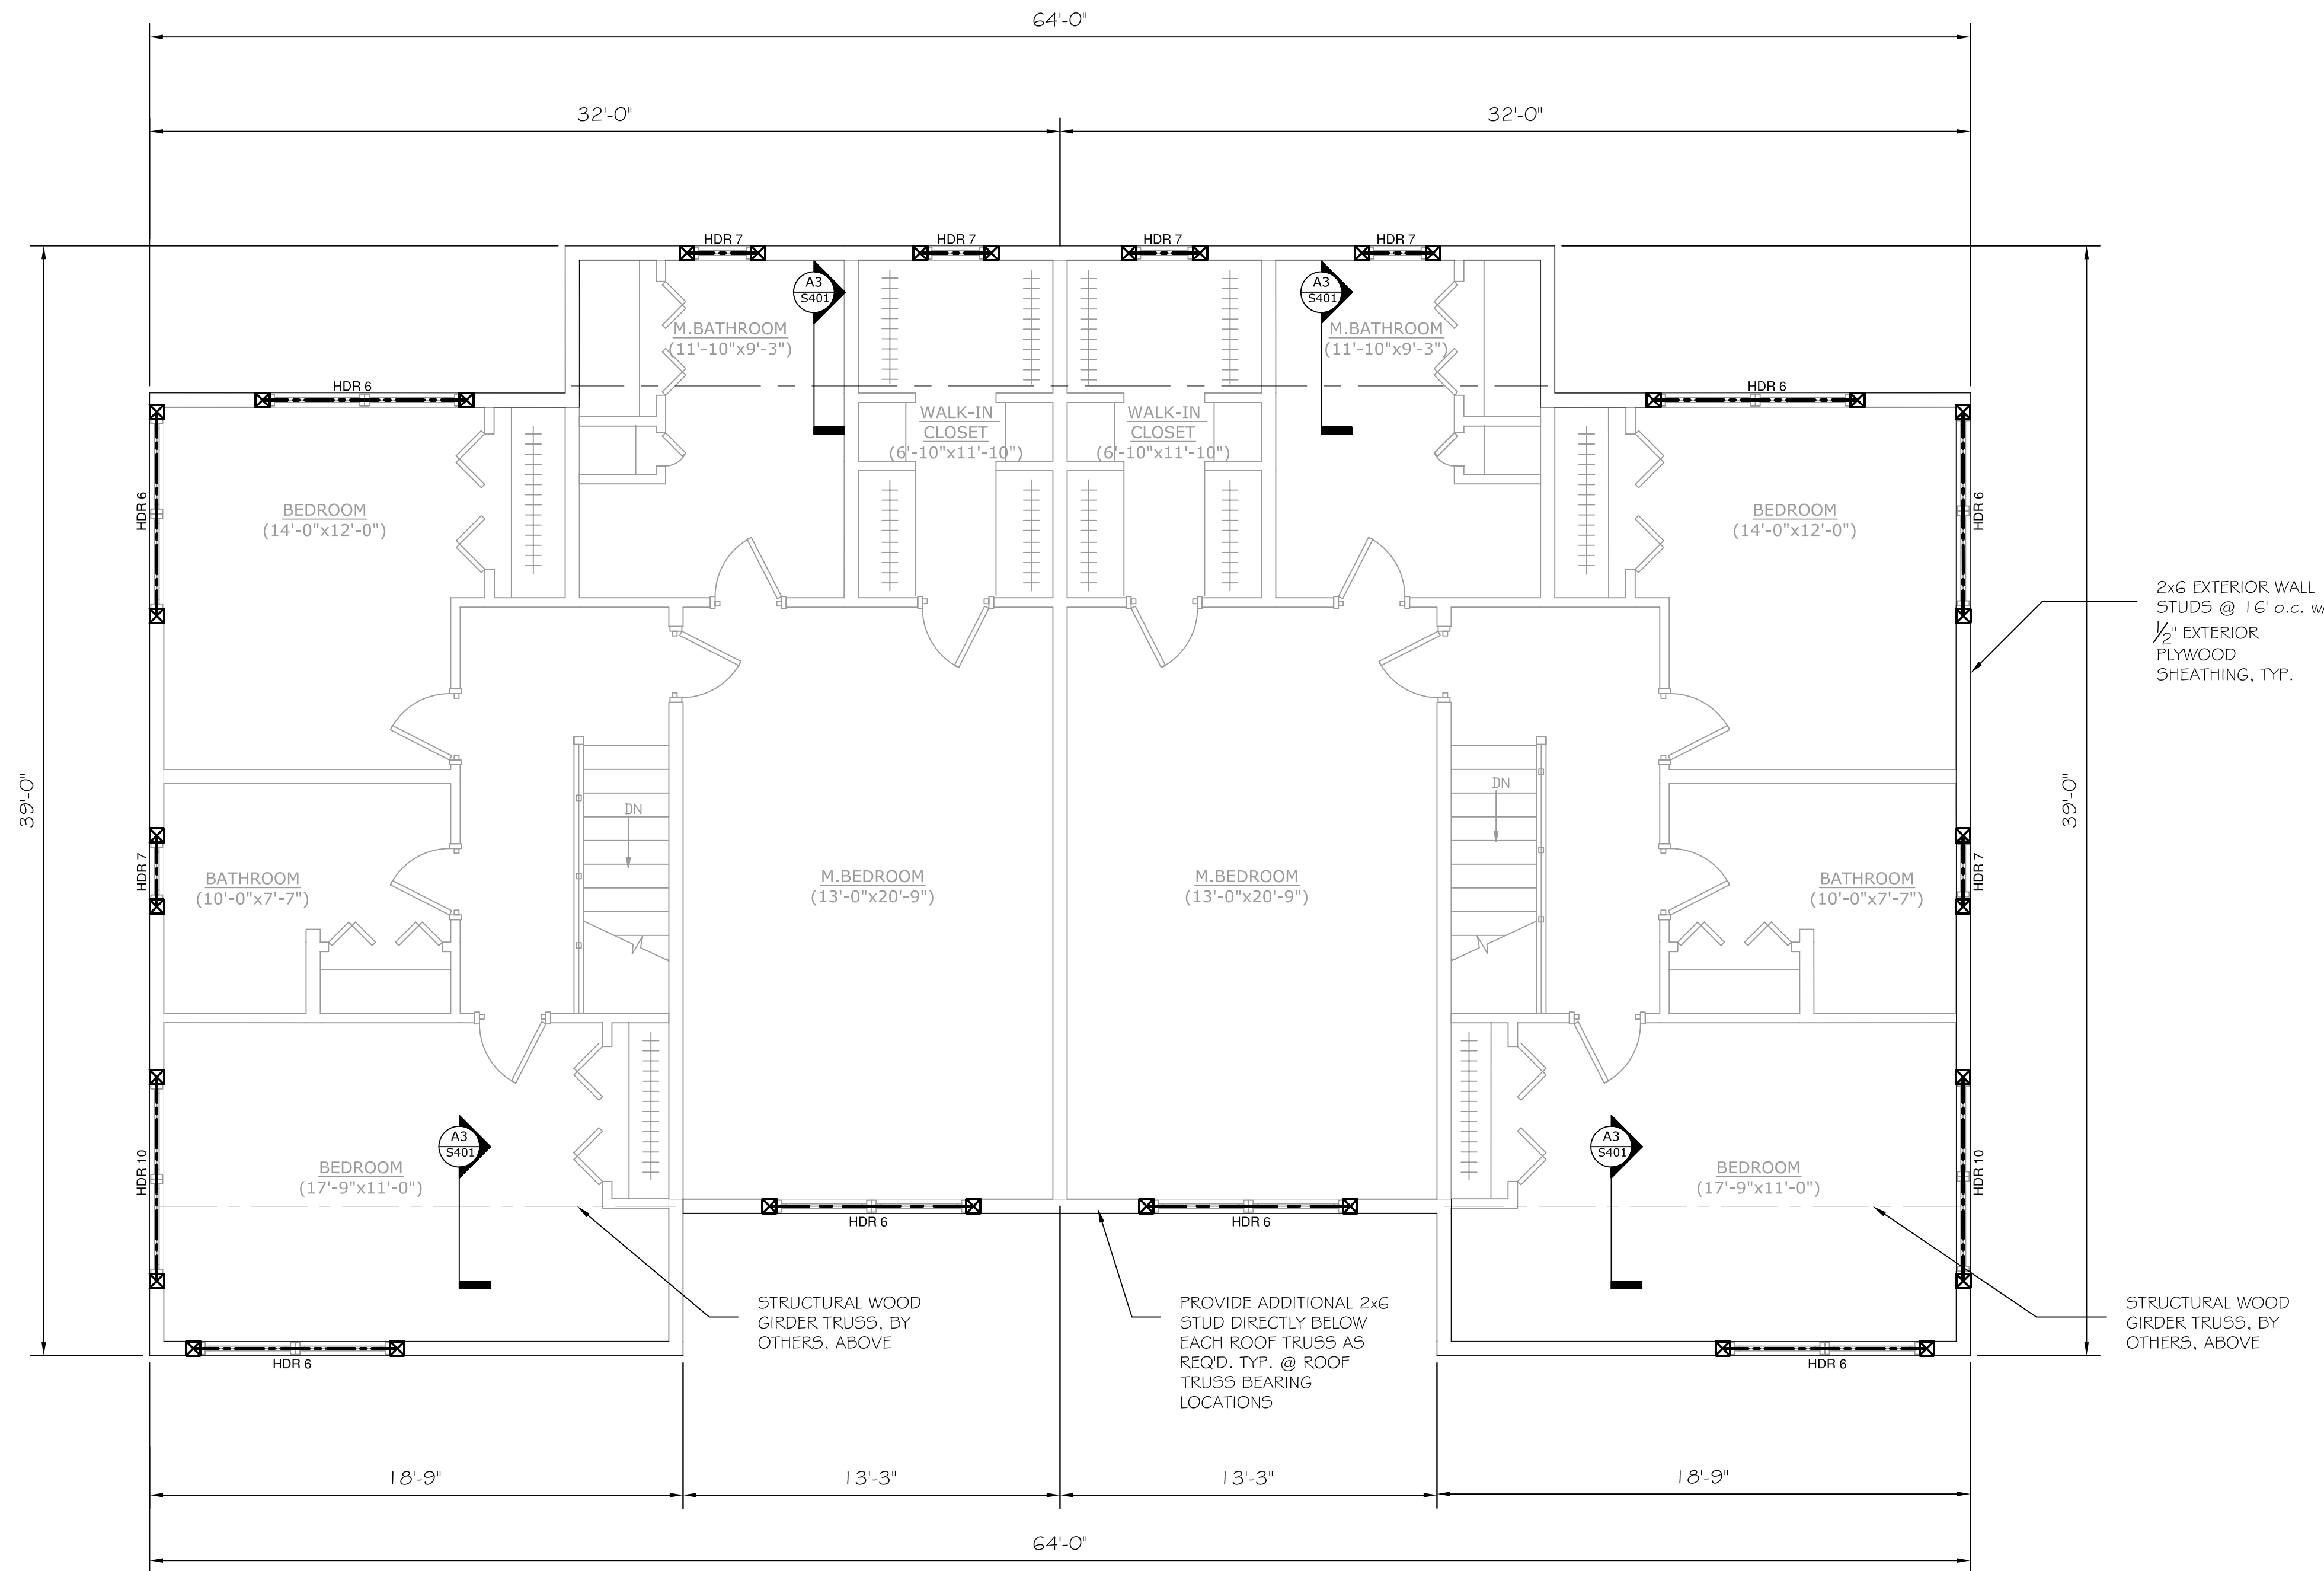 64'-0"
32'-0"
32'-0"
HDR 7
HDR 7
HDR 7
HDR 7
A3
S401
A3
S401
M.BATHROOM
(11'-10"x9'-3")
M.BATHROOM
(11'-10"x9'-3")
HDR 6
HDR 6
WALK-IN
CLOSET
(6'-10"x11'-10")
WALK-IN
CLOSET
(6'-10"x11'-10")
HDR 6
BEDROOM
(14'-0"x12'-0")
BEDROOM
(14'-0"x12'-0")
HDR 6
2x6 EXTERIOR WALL
STUDS @ 16' o.c. w/
1/2" EXTERIOR
PLYWOOD
SHEATHING, TYP.
39'-0"
DN
DN
39'-0"
HDR 7
BATHROOM
(10'-0"x7'-7")
M.BEDROOM
(13'-0"x20'-9")
M.BEDROOM
(13'-0"x20'-9")
BATHROOM
(10'-0"x7'-7")
HDR 7
HDR 10
BEDROOM
(17'-9"x11'-0")
A3
S401
A3
S401
BEDROOM
(17'-9"x11'-0")
HDR 10
HDR 6
HDR 6
STRUCTURAL WOOD
GIRDER TRUSS, BY
OTHERS, ABOVE
PROVIDE ADDITIONAL 2x6
STUD DIRECTLY BELOW
EACH ROOF TRUSS AS
REQ'D. TYP. @ ROOF
TRUSS BEARING
LOCATIONS
STRUCTURAL WOOD
GIRDER TRUSS, BY
OTHERS, ABOVE
HDR 6
HDR 6
18'-9"
13'-3"
13'-3"
18'-9"
64'-0"